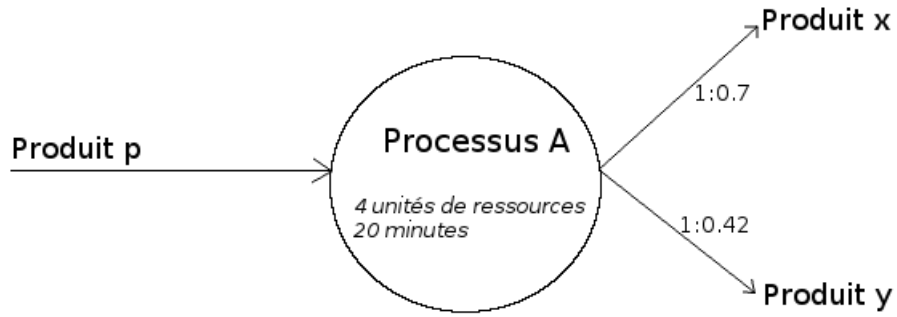 Produit x
1:0.7
Produit p
Processus A
4 unités de ressources
20 minutes
1:0.42
Produit y